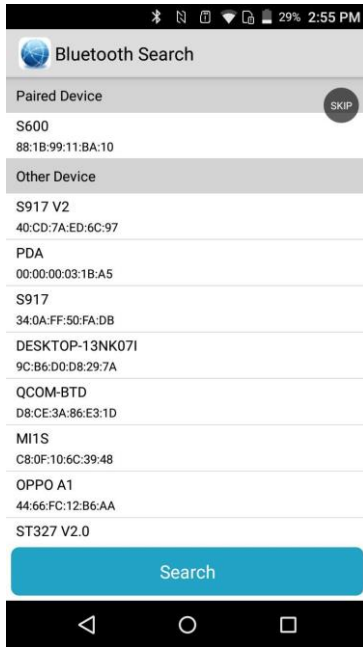 29% 2:55 PM
Bluetooth Search
Paired Device
SKIP
S600
88:1B:99:11:BA:10
Other Device
S917 V2
40:CD:7A:ED:6C:97
PDA
00:00:00:03:1B:A5
S917
34:0A:FF:50:FA:DB
DESKTOP-13NK07I
9C:B6:D0:D8:29:7A
QCOM-BTD
D8:CE:3A:86:E3:1D
MI1S
C8:0F:10:6C:39:48
OPPO A1
44:66:FC:12:B6:AA
ST327 V2.0
Search